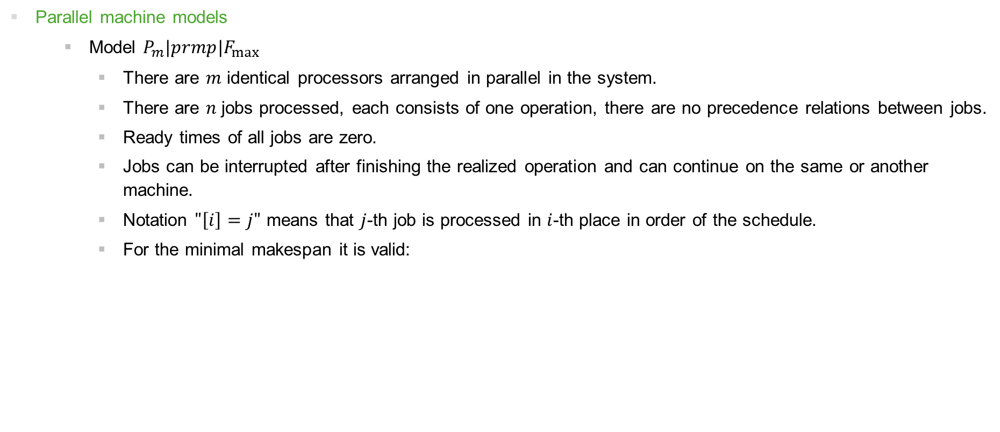 Parallel machine models
Model 𝑃𝑚|𝑝𝑟𝑚𝑝|𝐹max
There are 𝑚 identical processors arranged in parallel in the system.
There are 𝑛 jobs processed, each consists of one operation, there are no precedence relations between jobs.
Ready times of all jobs are zero.
Jobs can be interrupted after finishing the realized operation and can continue on the same or another
machine.
Notation "[𝑖] = 𝑗" means that 𝑗-th job is processed in 𝑖-th place in order of the schedule.
For the minimal makespan it is valid: